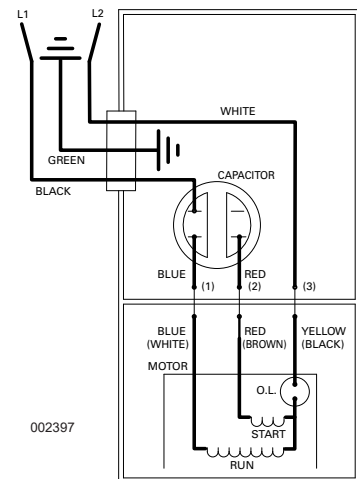 L1
L2
WHITE
GREEN
BLACK
CAPACITOR
BLUE
RED
(1)
(2)
(3)
BLUE
(WHITE)
RED
(BROWN)
YELLOW
(BLACK)
MOTOR
O.L.
START
RUN
002397